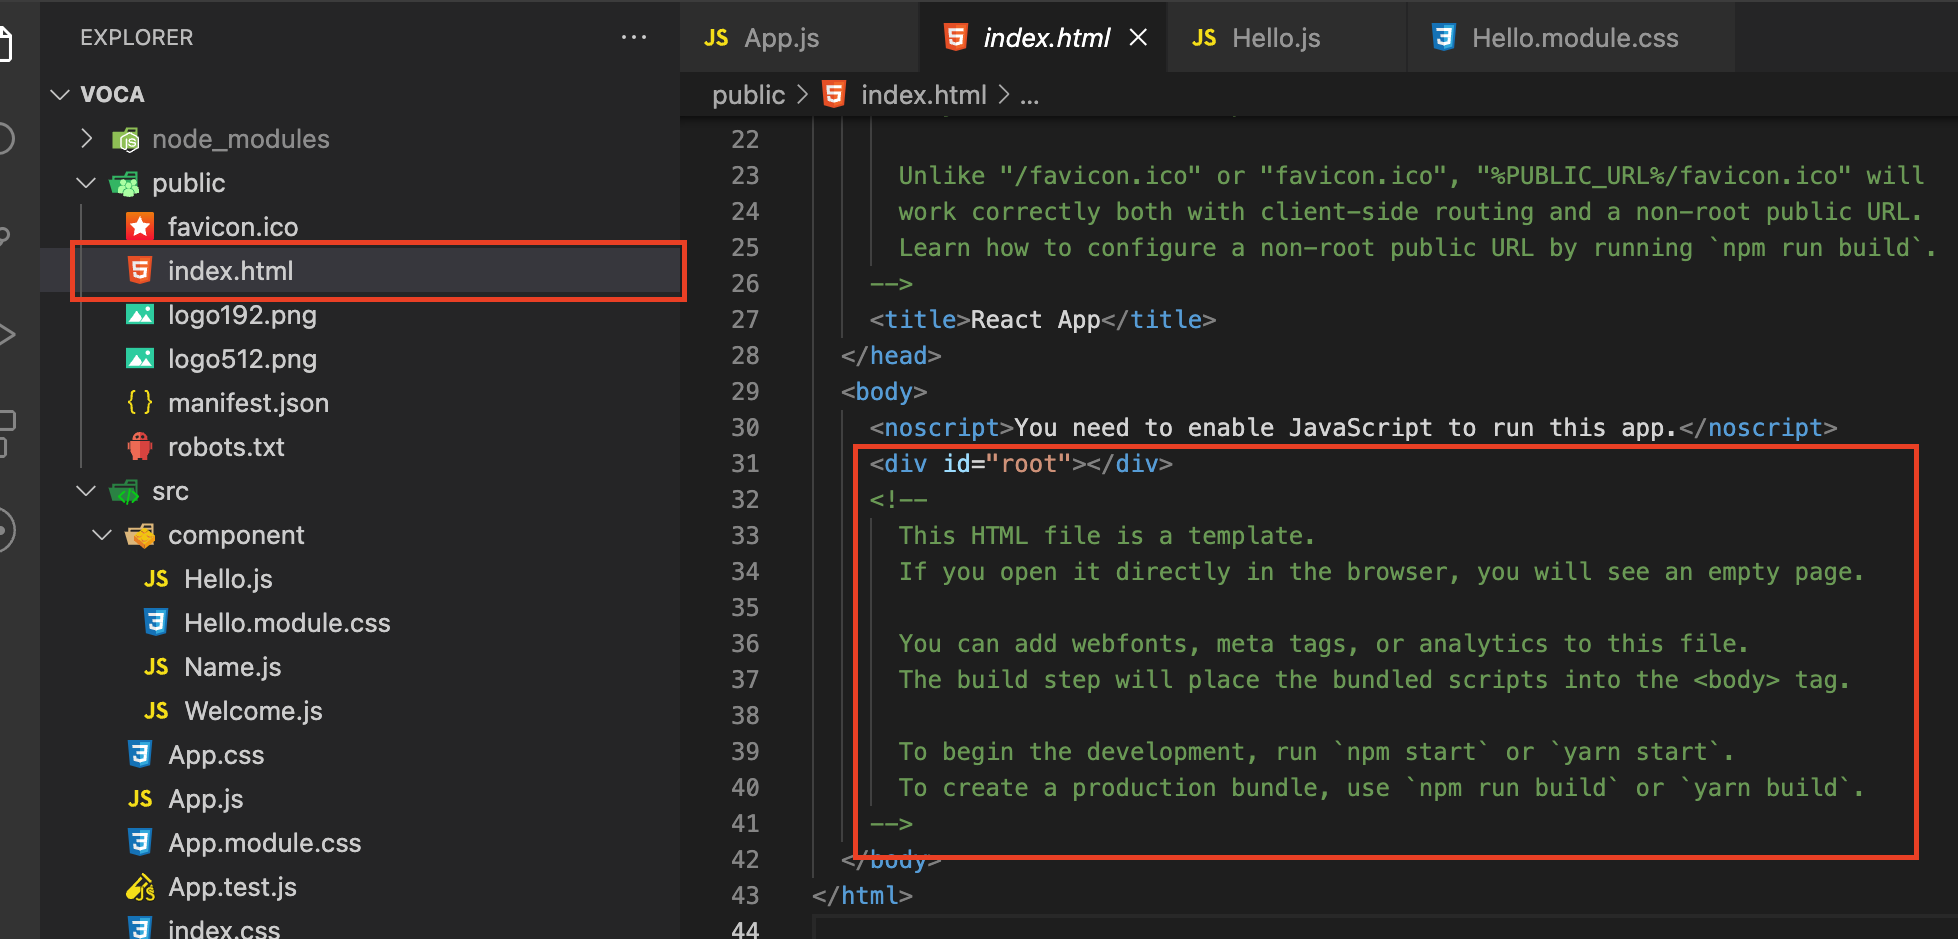 EXPLORER
VOCA
node_modules
public
favicon.ico
index.html
logo192.png
logo512.png
manifest.json
robots.txt
src
component
JS Hello.js
Hello.module.css
JS Name.js
JS Welcome.js
App.css
JS App.js
App.module.css
App.test.js
index.css
JS App.js
index.html
JS Hello.js
Hello.module.css
public > index.html > ...
22
23 Unlike "/favicon.ico" or "favicon.ico", "%PUBLIC_URL%/favicon.ico" will
24 work correctly both with client-side routing and a non-root public URL.
25 Learn how to configure a non-root public URL by running `npm run build`.
26 -->
27 <title>React App</title>
28 </head>
29 <body>
30 <noscript>You need to enable JavaScript to run this app.</noscript>
31 <div id="root"></div>
32 <!--
33 This HTML file is a template.
34 If you open it directly in the browser, you will see an empty page.
35
36 You can add webfonts, meta tags, or analytics to this file.
37 The build step will place the bundled scripts into the <body> tag.
38
39 To begin the development, run `npm start` or `yarn start`.
40 To create a production bundle, use `npm run build` or `yarn build`.
41 -->
42 </body>
43 </html>
44